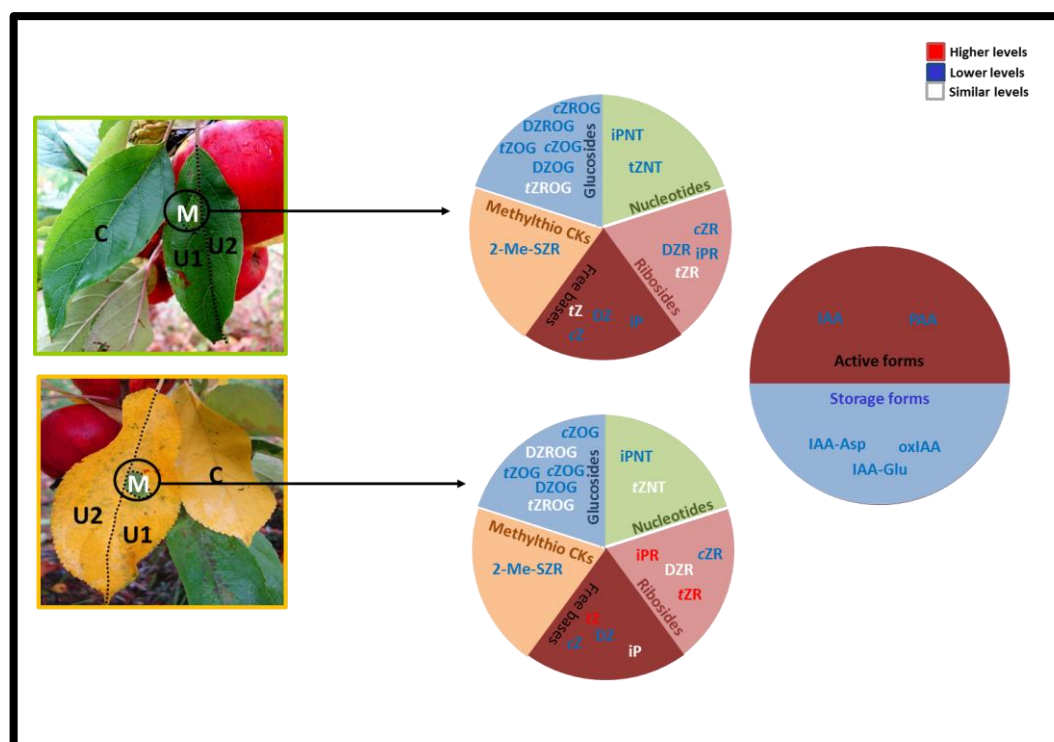 Higher levels
Lower levels
Similar levels
C
M
U1
U2
cZROG
DZROG
tZOG cZOG
DZOG
tZROG
Glucosides
iPNT
tZNT
Nucleotides
Methylthio CKs
2-Me-SZR
cZR
DZR iPR
tZR
Ribosides
Free bases
tZ
DZ
cZ
iP
IAA PAA
Active forms
Storage forms
IAA-Asp oxIAA
IAA-Glu
M
C
U2
U1
cZOG
DZROG
tZOG cZOG
DZOG
tZROG
Glucosides
iPNT
tZNT
Nucleotides
Methylthio CKs
2-Me-SZR
iPR cZR
DZR
tZR
Ribosides
Free bases
tZ
DZ
cZ
iP